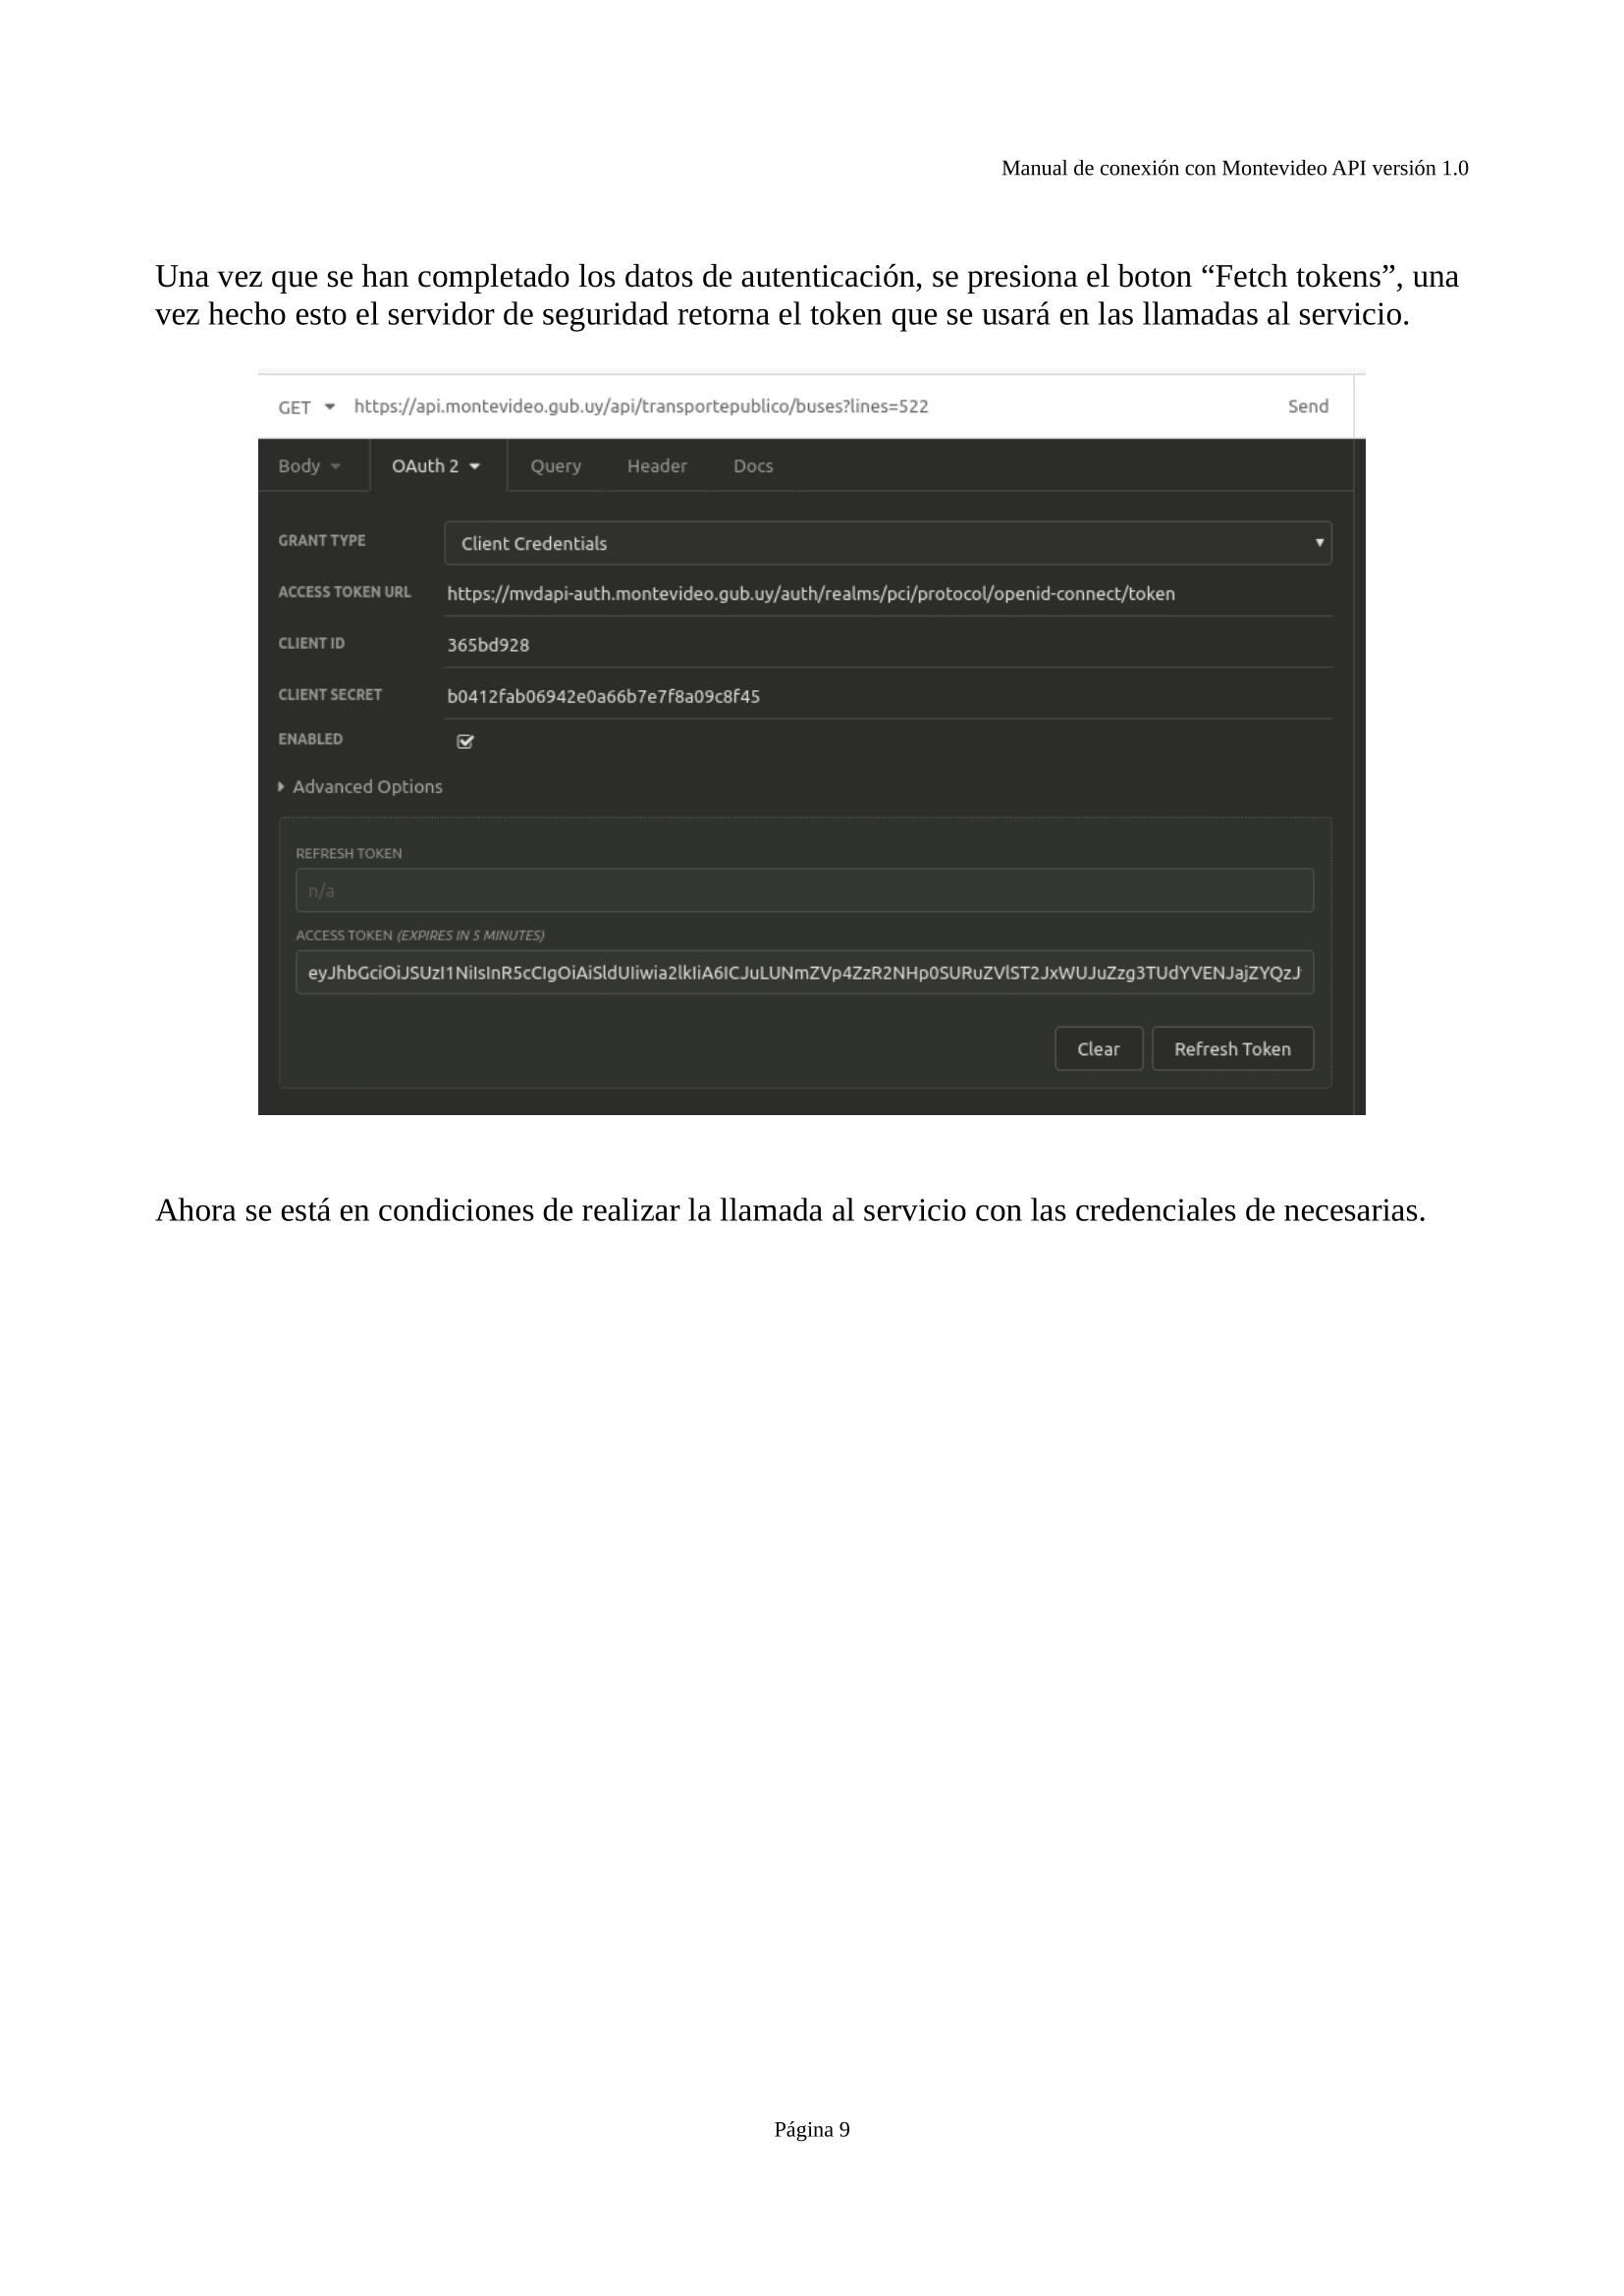 Manual de conexión con Montevideo API versión 1.0
Una vez que se han completado los datos de autenticación, se presiona el boton “Fetch tokens”, una
vez hecho esto el servidor de seguridad retorna el token que se usará en las llamadas al servicio.
GET https://api.montevideo.gub.uy/api/transportepublico/buses?lines=522 Send
Body OAuth 2 Query Header Docs
GRANT TYPE Client Credentials
ACCESS TOKEN URL https://mvdapi-auth.montevideo.gub.uy/auth/realms/pci/protocol/openid-connect/token
CLIENT ID 365bd928
CLIENT SECRET b0412fab06942e0a66b7e7f8a09c8f45
ENABLED
Advanced Options
REFRESH TOKEN
n/a
ACCESS TOKEN (EXPIRES IN 5 MINUTES)
eyJhbGciOiJSUzI1NiIsInR5cCIgOiAiSldUIiwia2lkIiA6ICJuLUNmZVp4ZzR2NHp0SURuZVlST2JxWUJuZzg3TUdYVENJajZYQzJ
Clear Refresh Token
Ahora se está en condiciones de realizar la llamada al servicio con las credenciales de necesarias.
Página 9